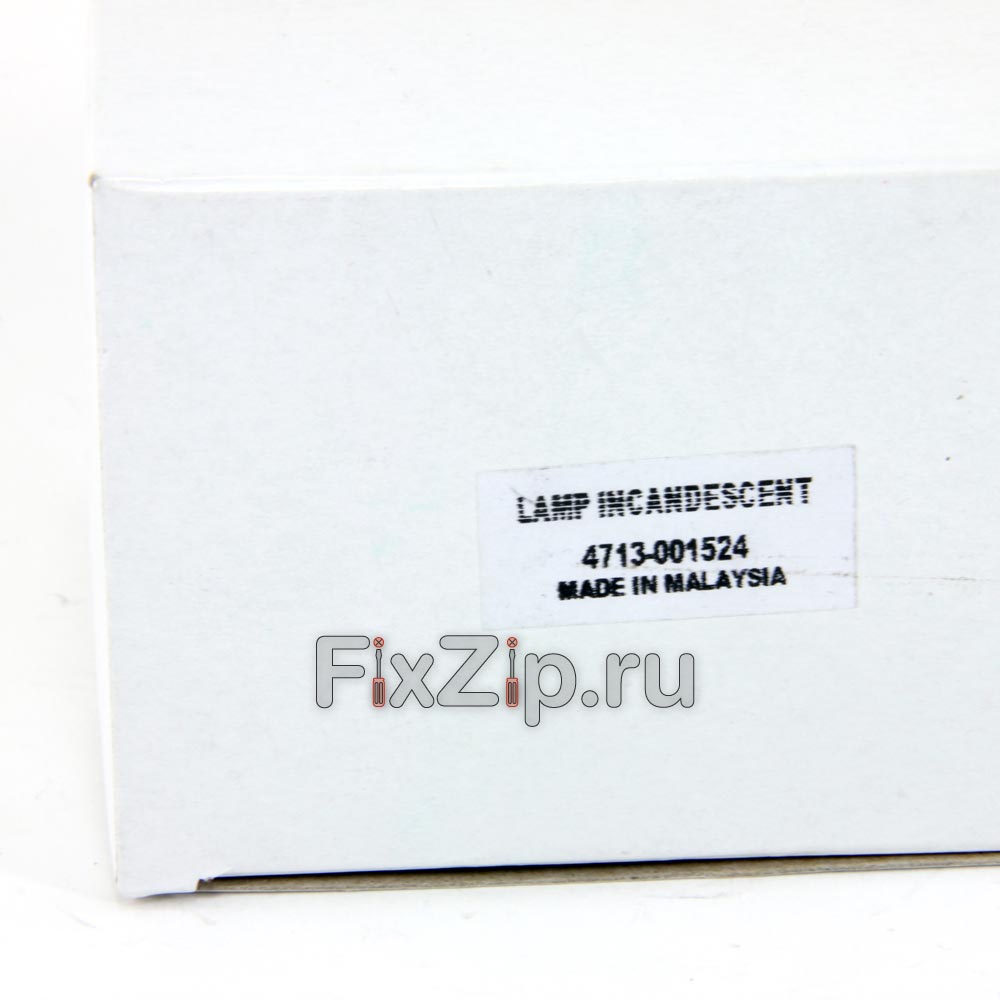 LAMP INCANDESCENT
4713-001524
MADE IN MALAYSIA
FixZip.ru